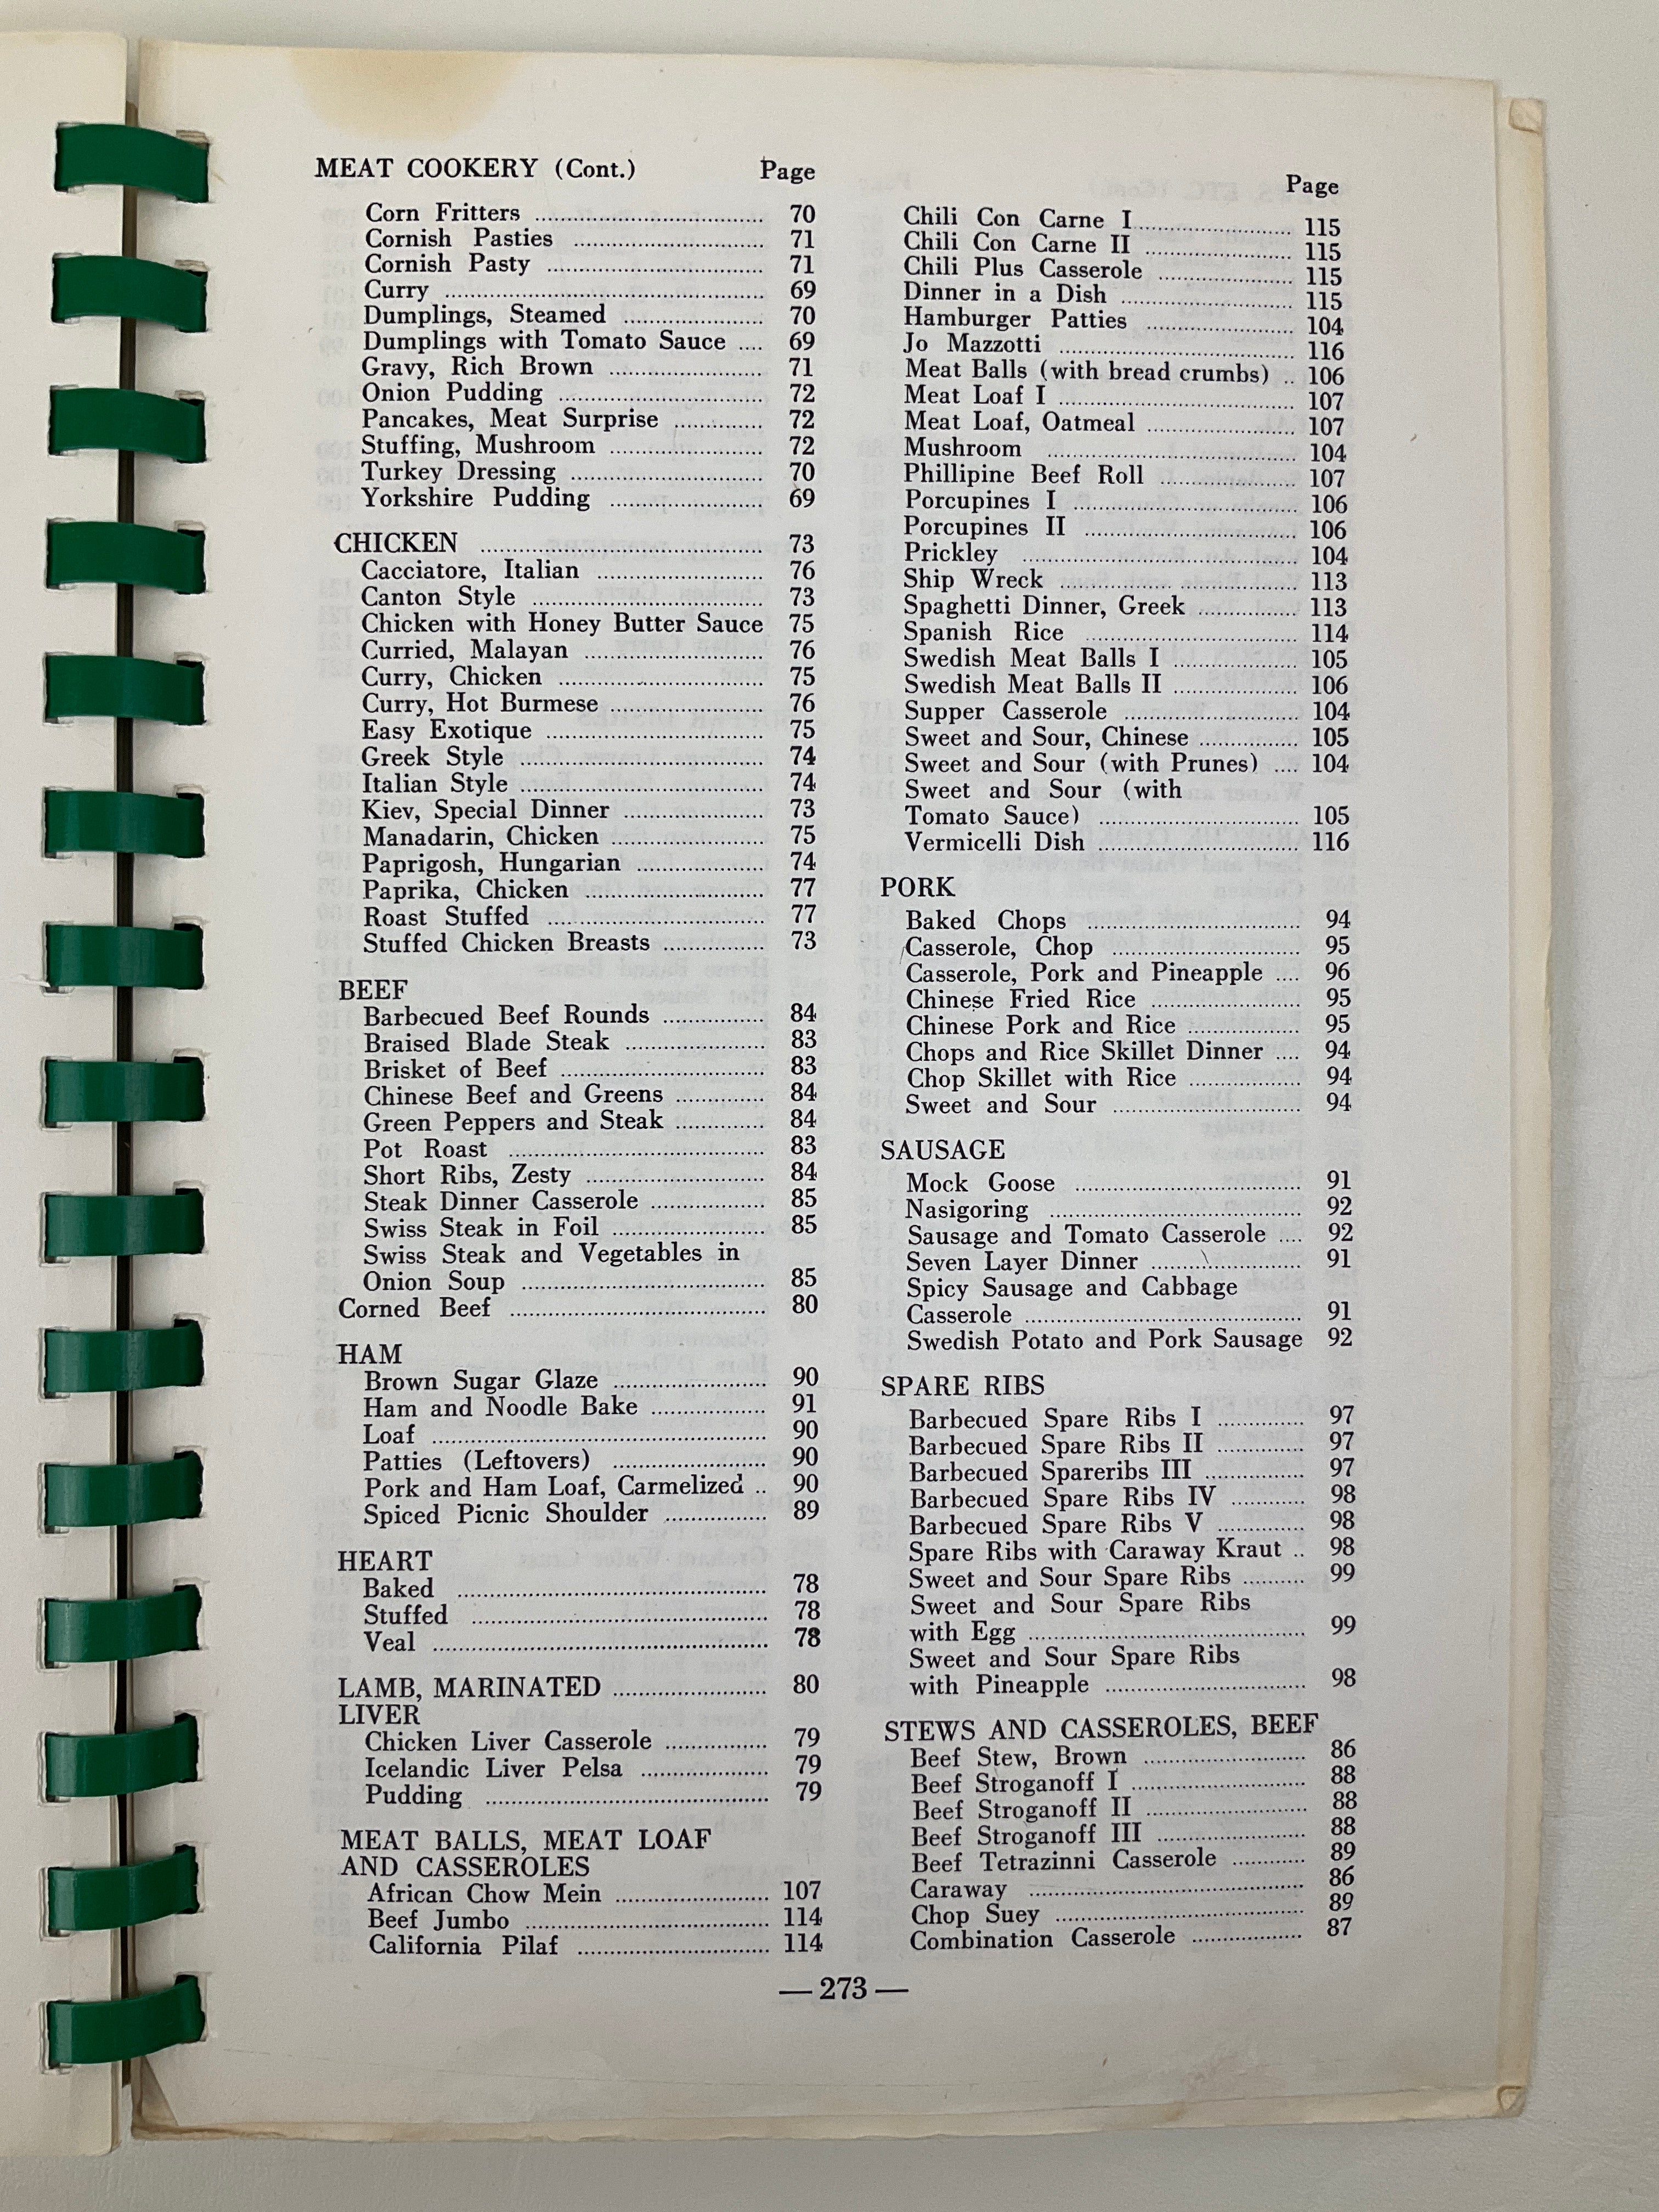 MEAT COOKERY (Cont.) Page
Corn Fritters ........ 70
Cornish Pasties ........ 71
Cornish Pasty ........ 71
Curry ........ 69
Dumplings, Steamed ........ 70
Dumplings with Tomato Sauce .... 69
Gravy, Rich Brown ........ 71
Onion Pudding ........ 72
Pancakes, Meat Surprise ........ 72
Stuffing, Mushroom ........ 72
Turkey Dressing ........ 70
Yorkshire Pudding ........ 69
CHICKEN ........ 73
Cacciatore, Italian ........ 76
Canton Style ........ 73
Chicken with Honey Butter Sauce 75
Curried, Malayan ........ 76
Curry, Chicken ........ 75
Curry, Hot Burmese ........ 76
Easy Exotique ........ 75
Greek Style ........ 74
Italian Style ........ 74
Kiev, Special Dinner ........ 73
Manadarin, Chicken ........ 75
Paprigosh, Hungarian ........ 74
Paprika, Chicken ........ 77
Roast Stuffed ........ 77
Stuffed Chicken Breasts ........ 73
BEEF
Barbecued Beef Rounds ........ 84
Braised Blade Steak ........ 83
Brisket of Beef ........ 83
Chinese Beef and Greens ........ 84
Green Peppers and Steak ........ 84
Pot Roast ........ 83
Short Ribs, Zesty ........ 84
Steak Dinner Casserole ........ 85
Swiss Steak in Foil ........ 85
Swiss Steak and Vegetables in
Onion Soup ........ 85
Corned Beef ........ 80
HAM
Brown Sugar Glaze ........ 90
Ham and Noodle Bake ........ 91
Loaf ........ 90
Patties (Leftovers) ........ 90
Pork and Ham Loaf, Carmelized .. 90
Spiced Picnic Shoulder ........ 89
HEART
Baked ........ 78
Stuffed ........ 78
Veal ........ 78
LAMB, MARINATED ........ 80
LIVER
Chicken Liver Casserole ........ 79
Icelandic Liver Pelsa ........ 79
Pudding ........ 79
MEAT BALLS, MEAT LOAF
AND CASSEROLES
African Chow Mein ........ 107
Beef Jumbo ........ 114
California Pilaf ........ 114
Page
Chili Con Carne I ........ 115
Chili Con Carne II ........ 115
Chili Plus Casserole ........ 115
Dinner in a Dish ........ 115
Hamburger Patties ........ 104
Jo Mazzotti ........ 116
Meat Balls (with bread crumbs) .. 106
Meat Loaf I ........ 107
Meat Loaf, Oatmeal ........ 107
Mushroom ........ 104
Phillipine Beef Roll ........ 107
Porcupines I ........ 106
Porcupines II ........ 106
Prickley ........ 104
Ship Wreck ........ 113
Spaghetti Dinner, Greek ........ 113
Spanish Rice ........ 114
Swedish Meat Balls I ........ 105
Swedish Meat Balls II ........ 106
Supper Casserole ........ 104
Sweet and Sour, Chinese ........ 105
Sweet and Sour (with Prunes) .... 104
Sweet and Sour (with
Tomato Sauce) ........ 105
Vermicelli Dish ........ 116
PORK
Baked Chops ........ 94
Casserole, Chop ........ 95
Casserole, Pork and Pineapple .... 96
Chinese Fried Rice ........ 95
Chinese Pork and Rice ........ 95
Chops and Rice Skillet Dinner .... 94
Chop Skillet with Rice ........ 94
Sweet and Sour ........ 94
SAUSAGE
Mock Goose ........ 91
Nasigoring ........ 92
Sausage and Tomato Casserole .... 92
Seven Layer Dinner ........ 91
Spicy Sausage and Cabbage
Casserole ........ 91
Swedish Potato and Pork Sausage 92
SPARE RIBS
Barbecued Spare Ribs I ........ 97
Barbecued Spare Ribs II ........ 97
Barbecued Spareribs III ........ 97
Barbecued Spare Ribs IV ........ 98
Barbecued Spare Ribs V ........ 98
Spare Ribs with Caraway Kraut .. 98
Sweet and Sour Spare Ribs ........ 99
Sweet and Sour Spare Ribs
with Egg ........ 99
Sweet and Sour Spare Ribs
with Pineapple ........ 98
STEWS AND CASSEROLES, BEEF
Beef Stew, Brown ........ 86
Beef Stroganoff I ........ 88
Beef Stroganoff II ........ 88
Beef Stroganoff III ........ 88
Beef Tetrazinni Casserole ........ 89
Caraway ........ 86
Chop Suey ........ 89
Combination Casserole ........ 87
— 273 —